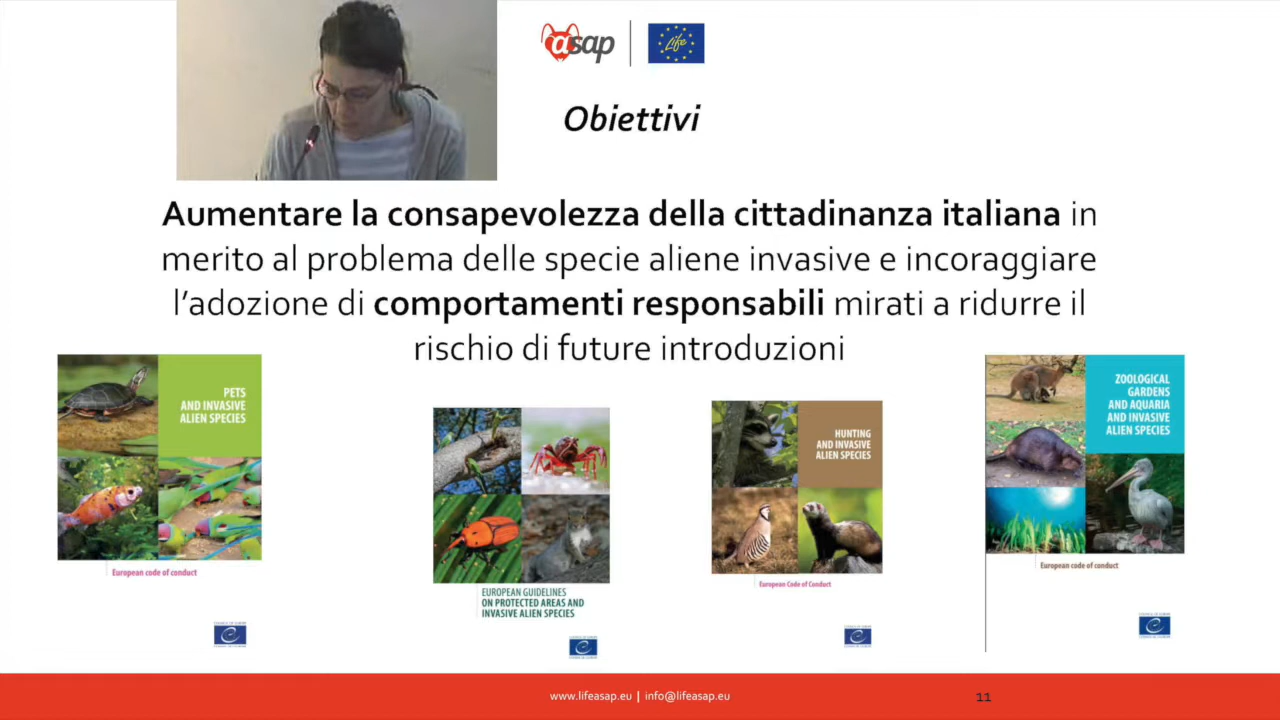 asap
Life
Obiettivi
Aumentare la consapevolezza della cittadinanza italiana in
merito al problema delle specie aliene invasive e incoraggiare
l'adozione di comportamenti responsabili mirati a ridurre il
rischio di future introduzioni
PETS
AND INVASIVE
ALIEN SPECIES
European code of conduct
EUROPEAN GUIDELINES
ON PROTECTED AREAS AND
INVASIVE ALIEN SPECIES
HUNTING
AND INVASIVE
ALIEN SPECIES
European Code of Conduct
ZOOLOGICAL
GARDENS
AND AQUARIA
AND INVASIVE
ALIEN SPECIES
European code of conduct
www.lifeasap.eu | info@lifeasap.eu
11